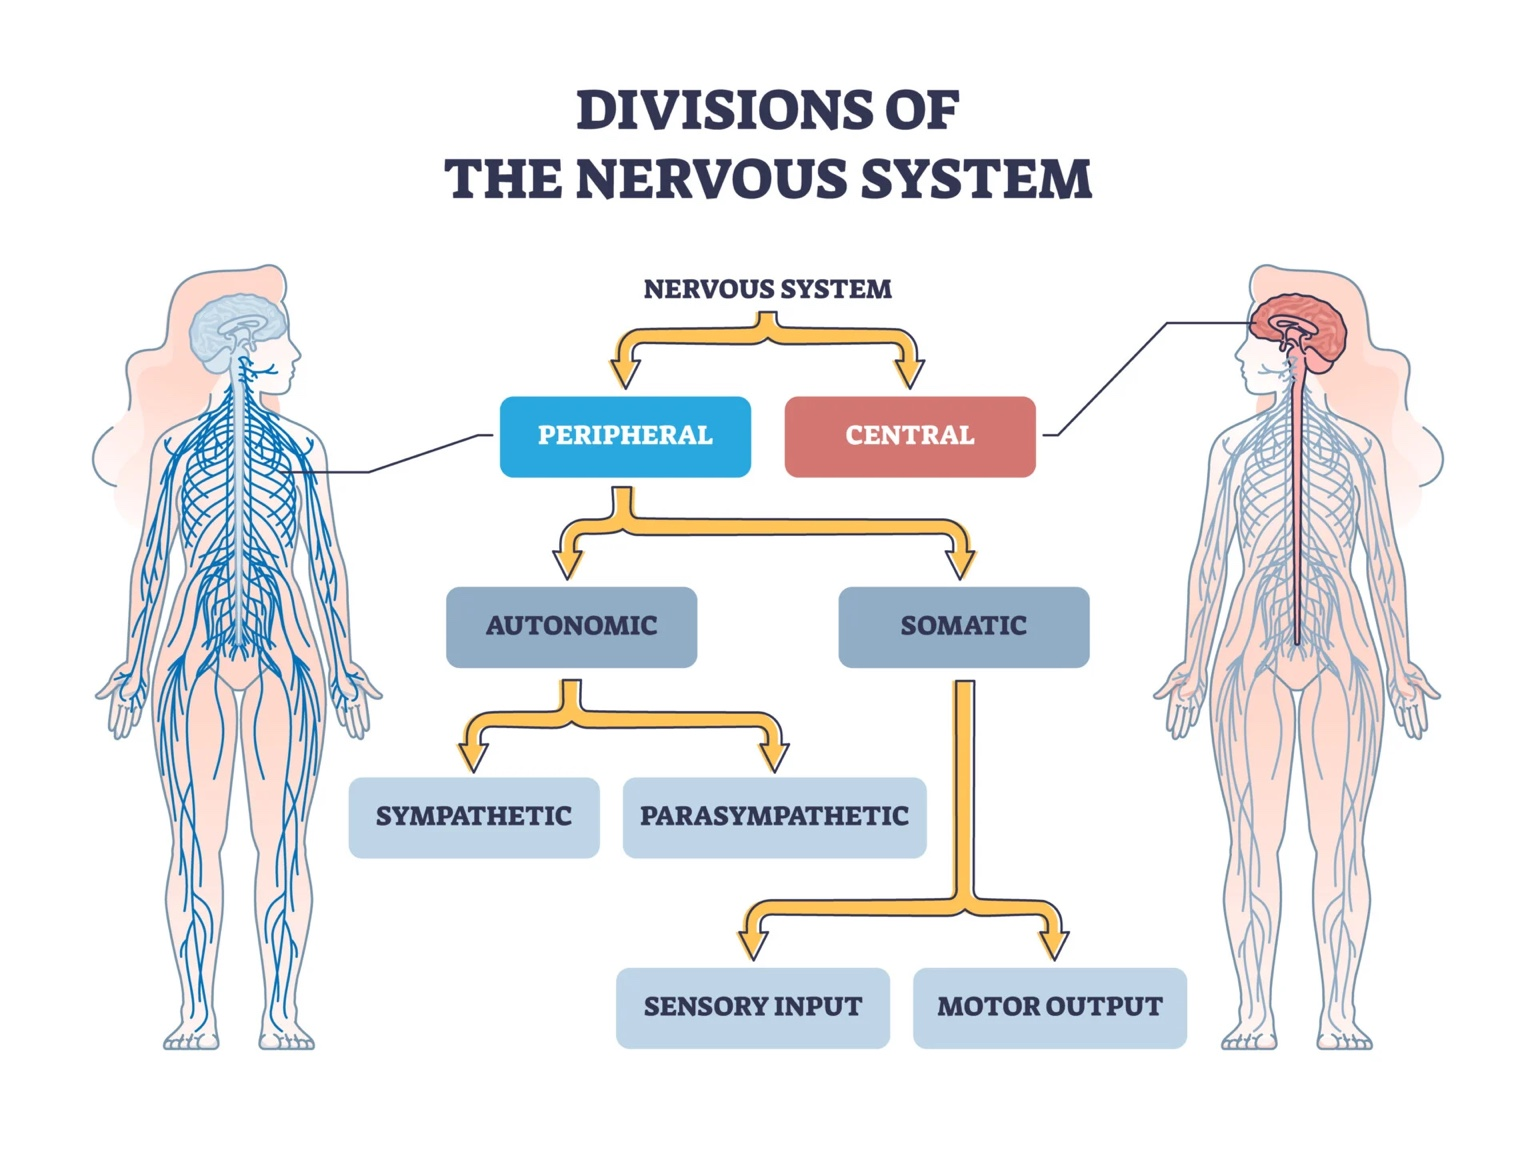 DIVISIONS OF
THE NERVOUS SYSTEM
NERVOUS SYSTEM
PERIPHERAL
CENTRAL
AUTONOMIC
SOMATIC
SYMPATHETIC
PARASYMPATHETIC
SENSORY INPUT
MOTOR OUTPUT